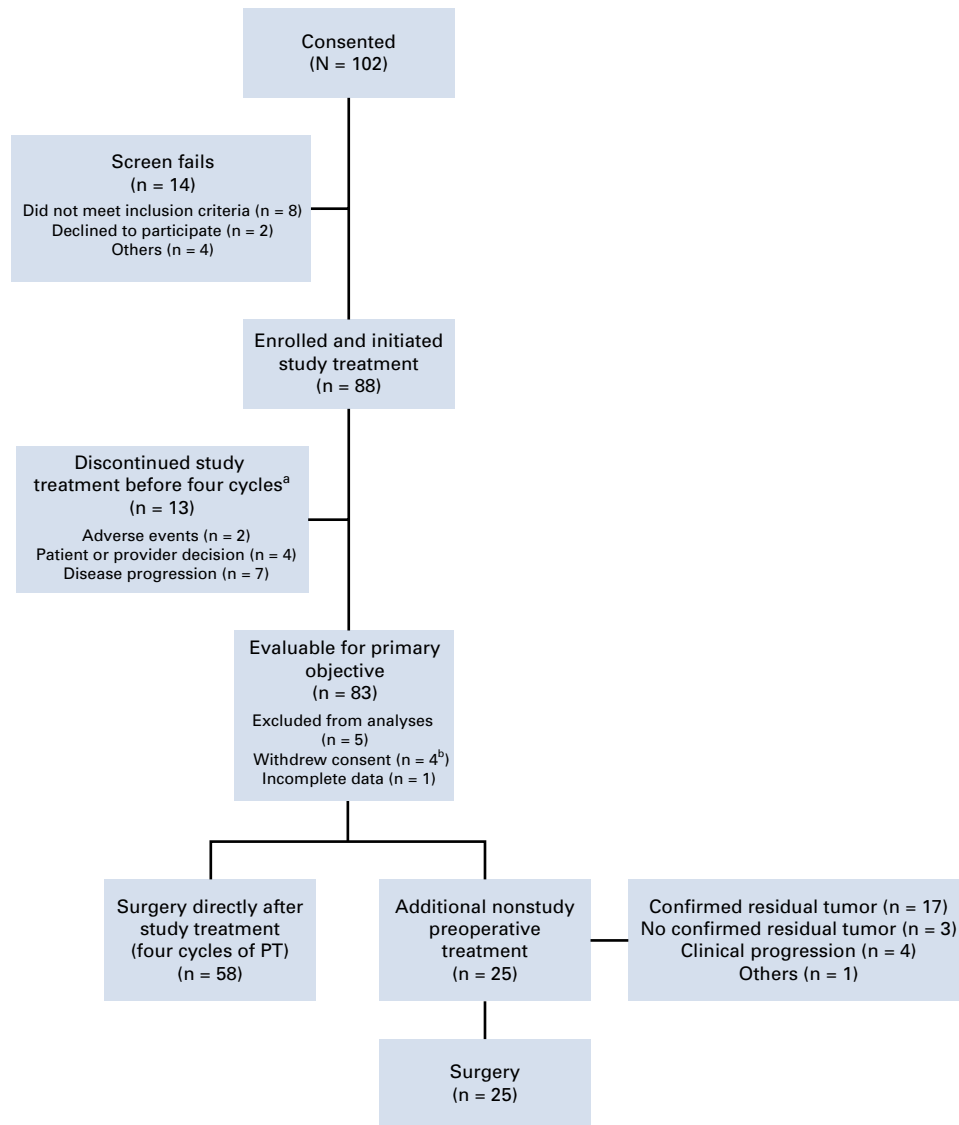 Consented
(N = 102)
Screen fails
(n = 14)
Did not meet inclusion criteria (n = 8)
Declined to participate (n = 2)
Others (n = 4)
Enrolled and initiated
study treatment
(n = 88)
Discontinued study
treatment before four cyclesᵃ
(n = 13)
Adverse events (n = 2)
Patient or provider decision (n = 4)
Disease progression (n = 7)
Evaluable for primary
objective
(n = 83)
Excluded from analyses
(n = 5)
Withdrew consent (n = 4ᵇ)
Incomplete data (n = 1)
Surgery directly after
study treatment
(four cycles of PT)
(n = 58)
Additional nonstudy
preoperative
treatment
(n = 25)
Confirmed residual tumor (n = 17)
No confirmed residual tumor (n = 3)
Clinical progression (n = 4)
Others (n = 1)
Surgery
(n = 25)